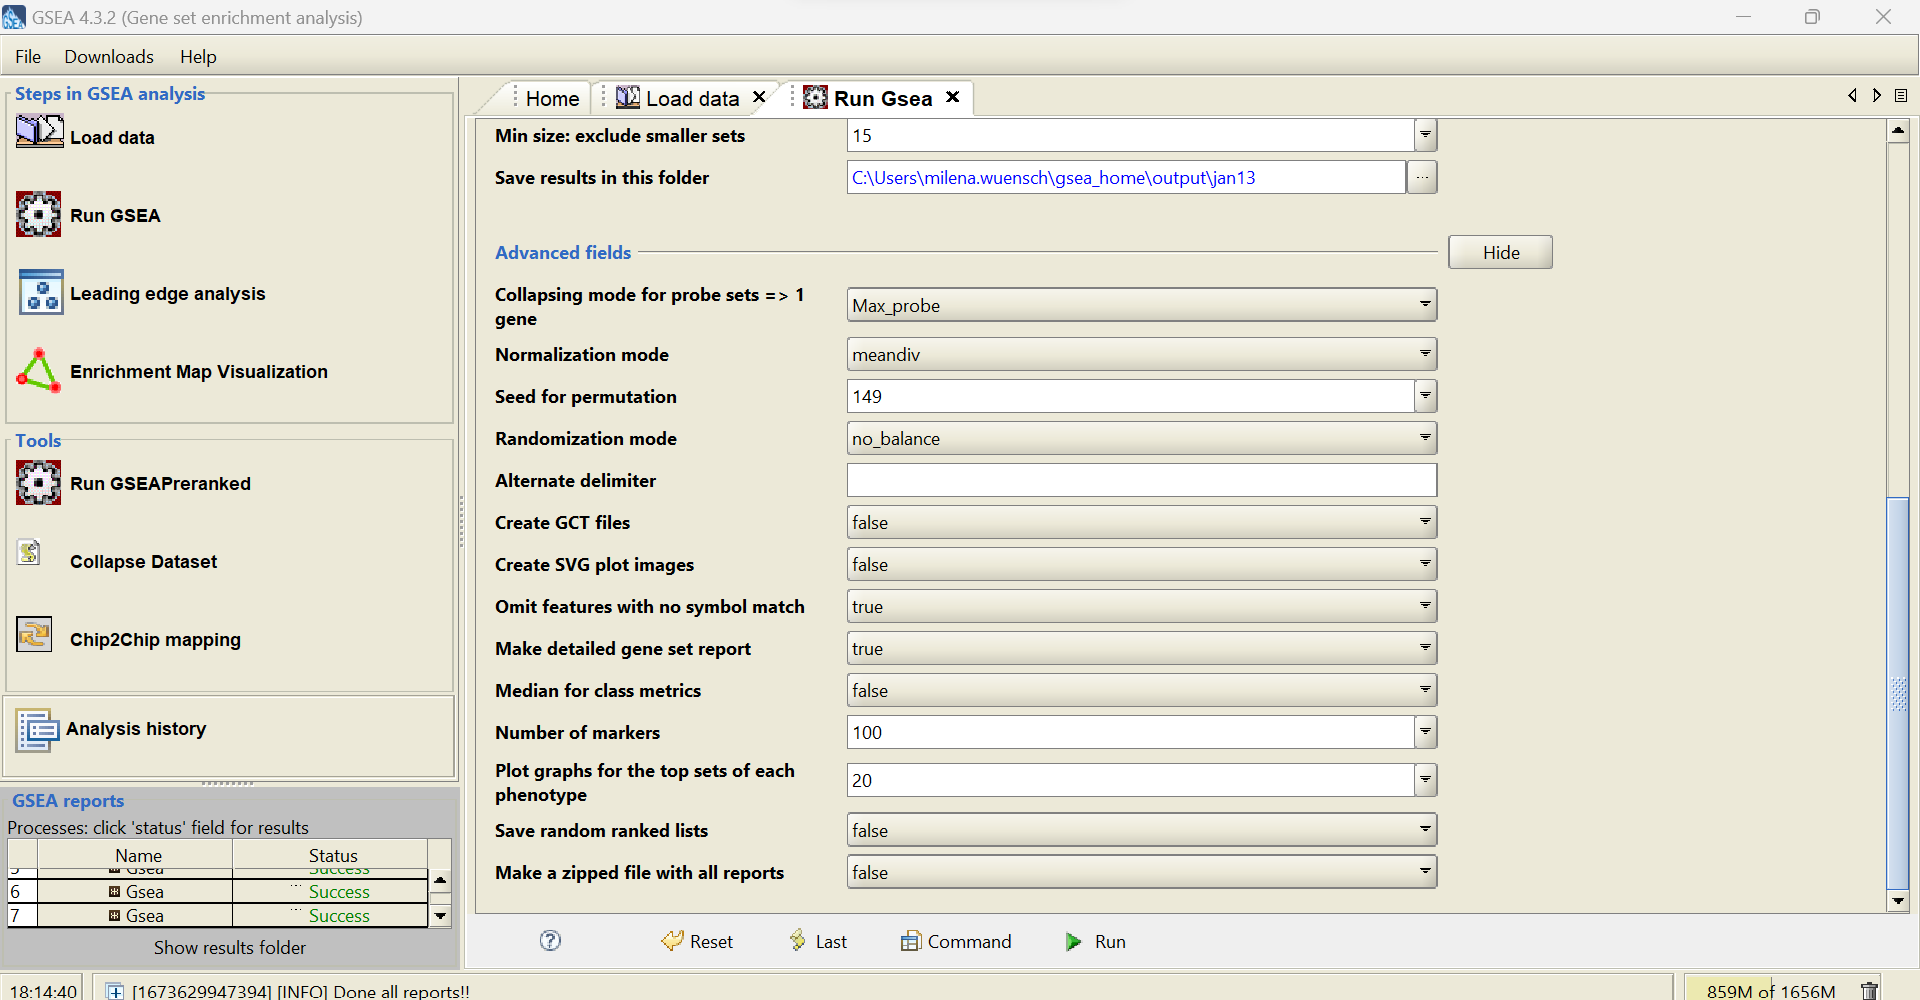 GSEA 4.3.2 (Gene set enrichment analysis)
File Downloads Help
Steps in GSEA analysis
Load data
Run GSEA
Leading edge analysis
Enrichment Map Visualization
Tools
Run GSEAPreranked
Collapse Dataset
Chip2Chip mapping
Analysis history
GSEA reports
Processes: click 'status' field for results
Name Status
5 Gsea Success
6 Gsea Success
7 Gsea Success
Show results folder
Home Load data Run Gsea
Min size: exclude smaller sets 15
Save results in this folder C:\Users\milena.wuensch\gsea_home\output\jan13 ...
Advanced fields Hide
Collapsing mode for probe sets => 1
gene Max_probe
Normalization mode meandiv
Seed for permutation 149
Randomization mode no_balance
Alternate delimiter
Create GCT files false
Create SVG plot images false
Omit features with no symbol match true
Make detailed gene set report true
Median for class metrics false
Number of markers 100
Plot graphs for the top sets of each
phenotype 20
Save random ranked lists false
Make a zipped file with all reports false
? Reset Last Command Run
18:14:40 [1673629947394] [INFO] Done all reports!! 859M of 1656M